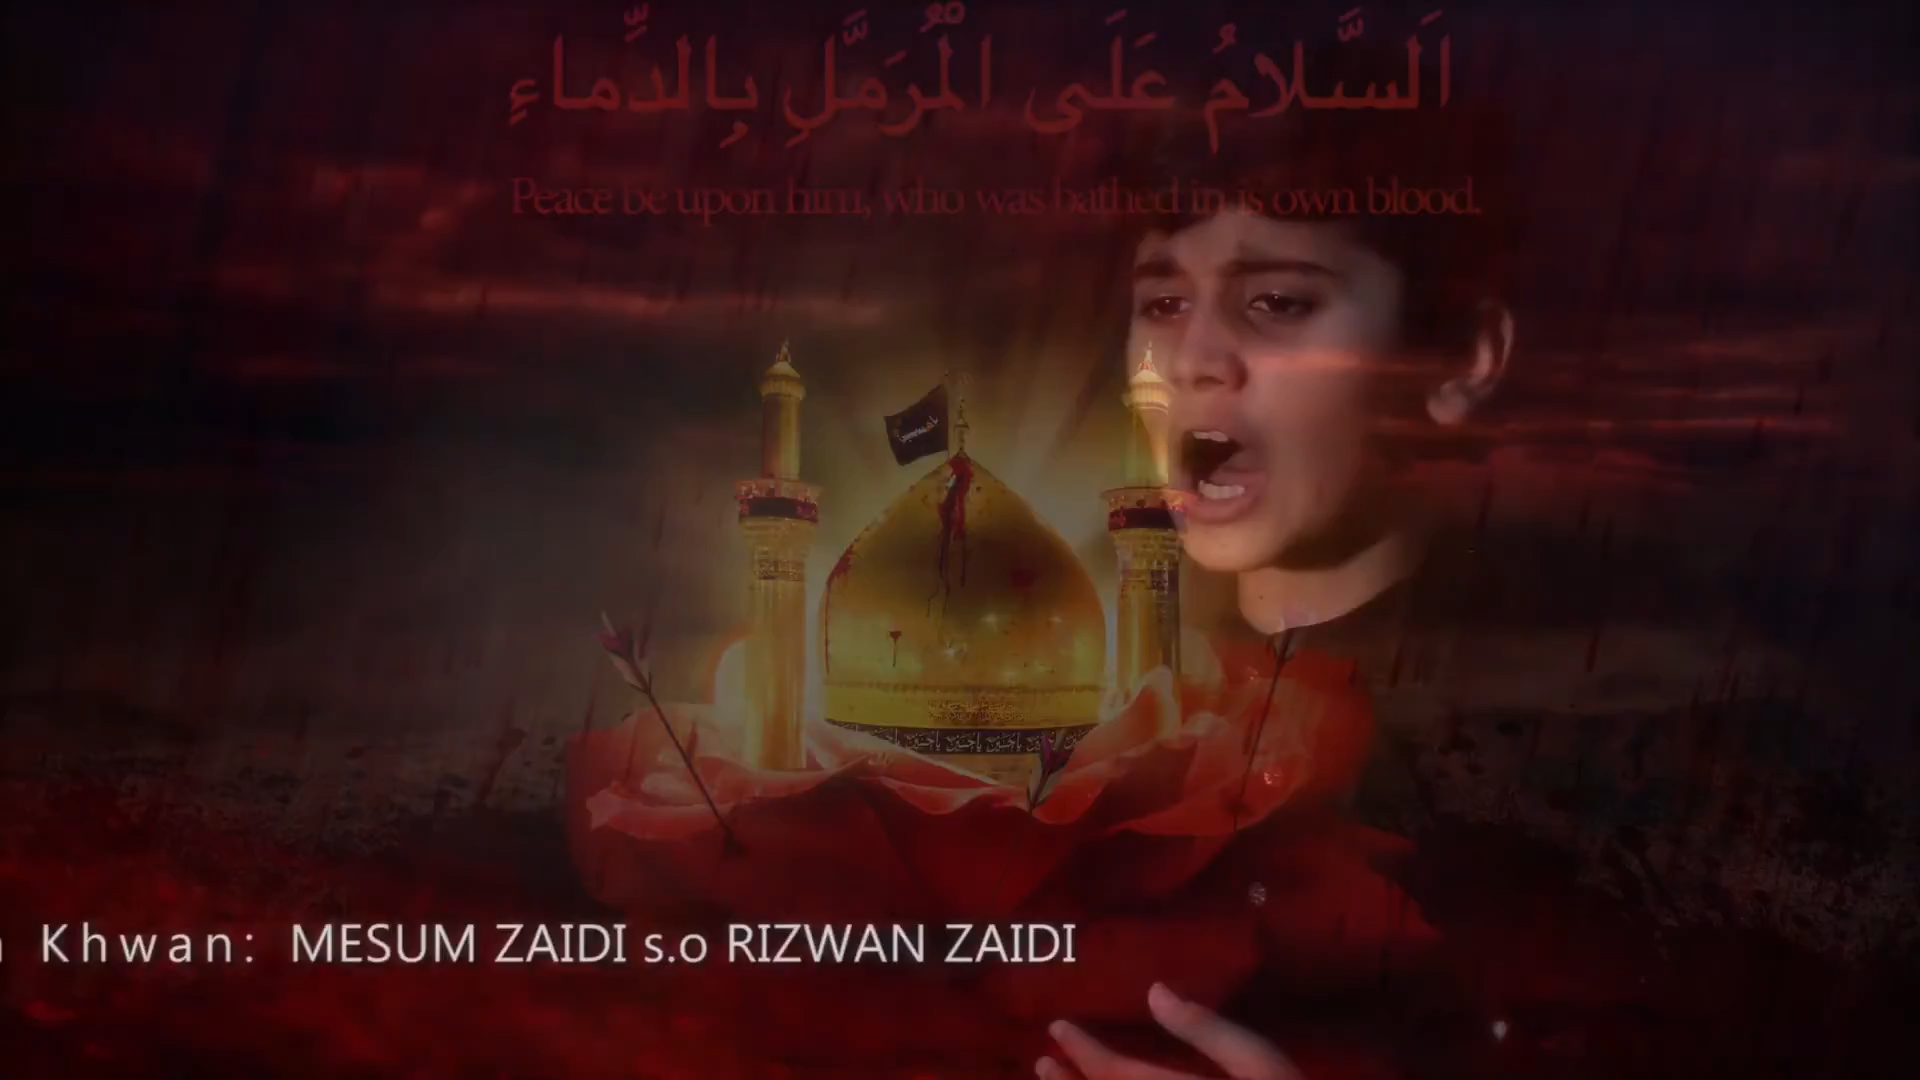 اَلسَّلامُ عَلَى الْمُرَمَّلِ بِالدِّماءِ
Peace be upon him, who was bathed in is own blood.
Khwan: MESUM ZAIDI s.o RIZWAN ZAIDI